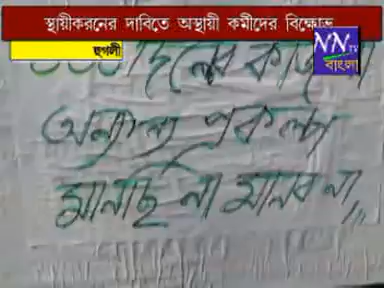 স্থায়ীকরনের দাবিতে অস্থায়ী কর্মীদের বিক্ষোভ
হুগলী
NN TV
বাংলা
দিনের
অন্যান্য প্রকল্প
মানছি না মানব না,,